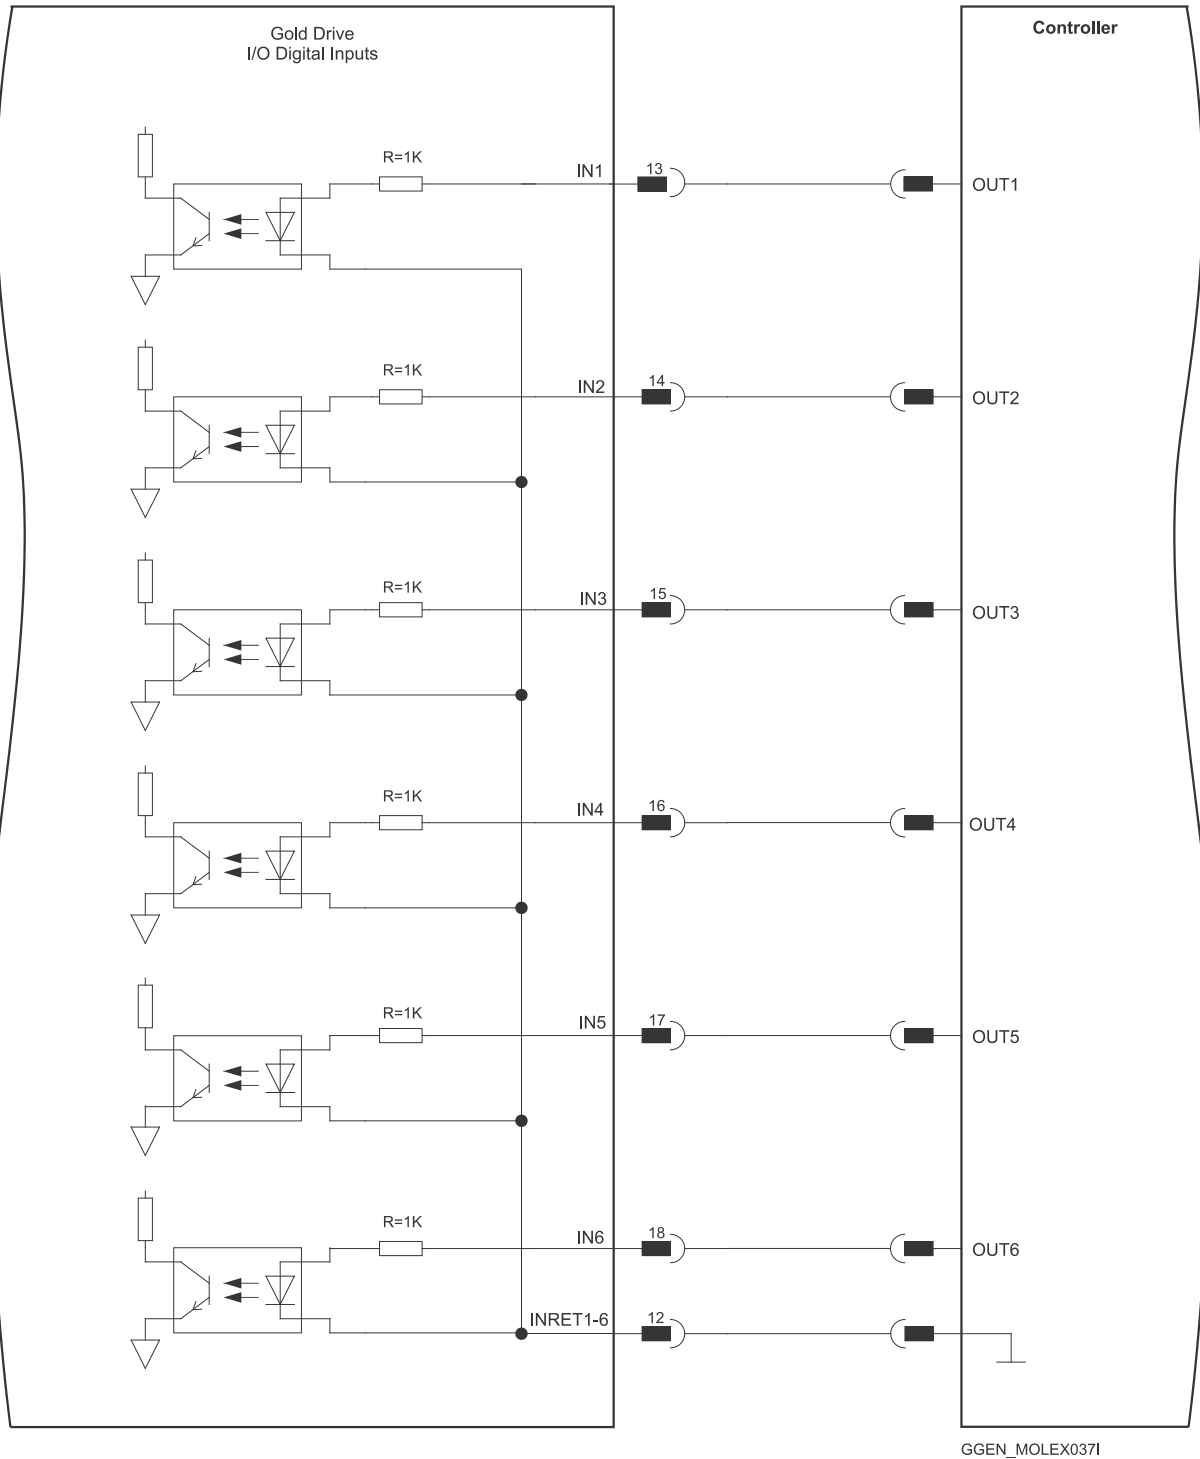 Gold Drive
I/O Digital Inputs
Controller
R=1K
IN1
13
OUT1
R=1K
IN2
14
OUT2
R=1K
IN3
15
OUT3
R=1K
IN4
16
OUT4
R=1K
IN5
17
OUT5
R=1K
IN6
18
OUT6
INRET1-6
12
GGEN_MOLEX037I